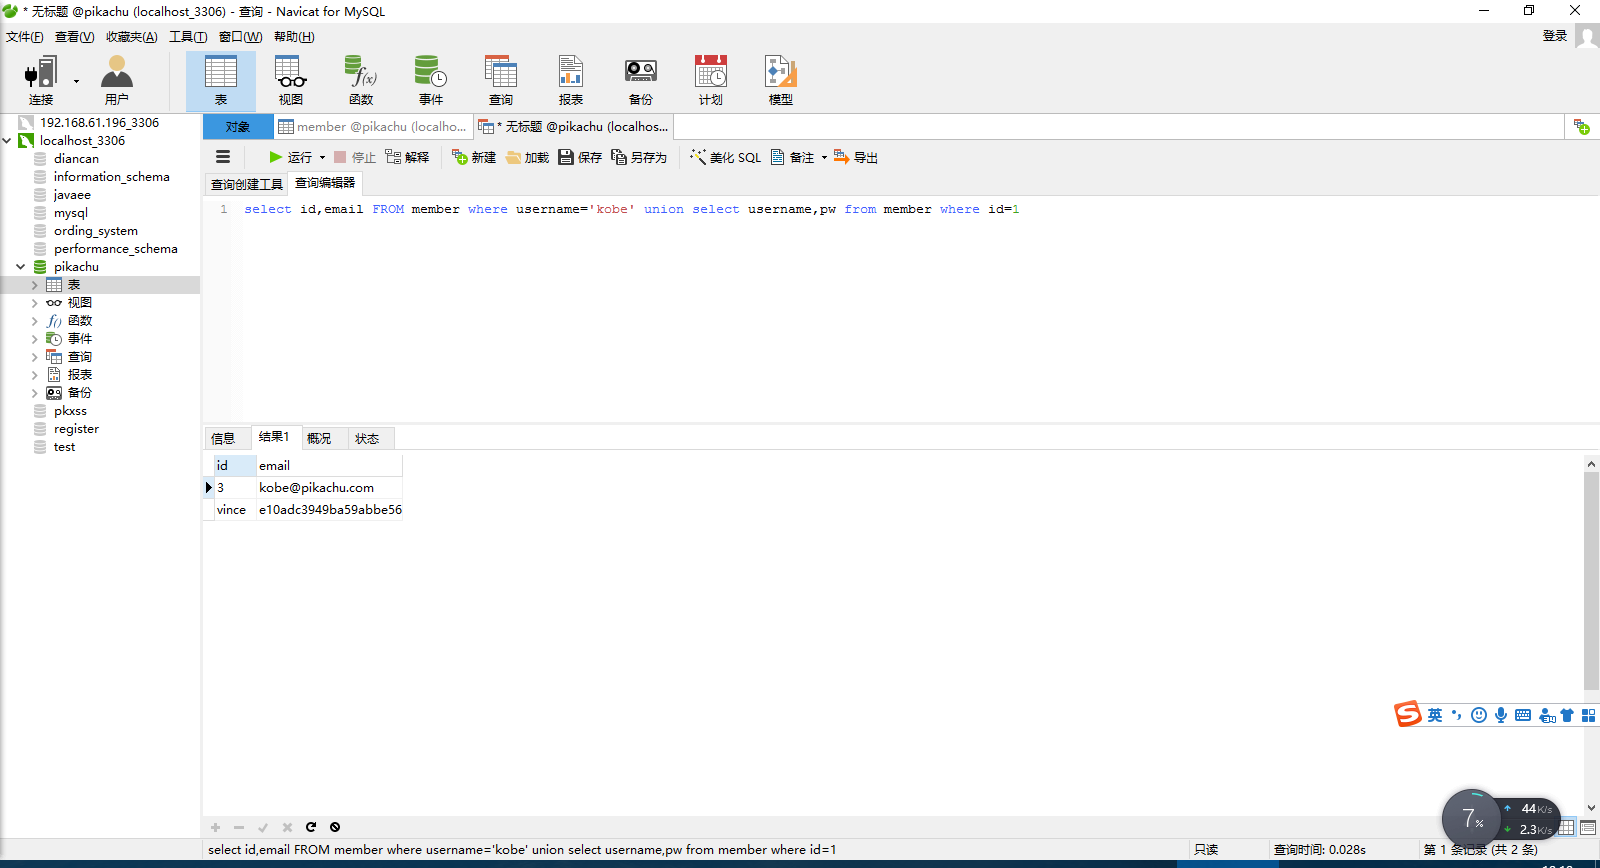 * 无标题 @pikachu (localhost_3306) - 查询 - Navicat for MySQL
文件(F) 查看(V) 收藏夹(A) 工具(T) 窗口(W) 帮助(H) 登录
连接 用户 表 视图 函数 事件 查询 报表 备份 计划 模型
192.168.61.196_3306
localhost_3306
diancan
information_schema
javaee
mysql
ording_system
performance_schema
pikachu
表
视图
函数
事件
查询
报表
备份
pkxss
register
test
对象 member @pikachu (localho... * 无标题 @pikachu (localhos...
运行 停止 解释 新建 加载 保存 另存为 美化 SQL 备注 导出
查询创建工具 查询编辑器
1 select id,email FROM member where username='kobe' union select username,pw from member where id=1
信息 结果1 概况 状态
id email
3 kobe@pikachu.com
vince e10adc3949ba59abbe56
英
7% 44K/s
2.3K/s
select id,email FROM member where username='kobe' union select username,pw from member where id=1 只读 查询时间: 0.028s 第 1 条记录 (共 2 条)